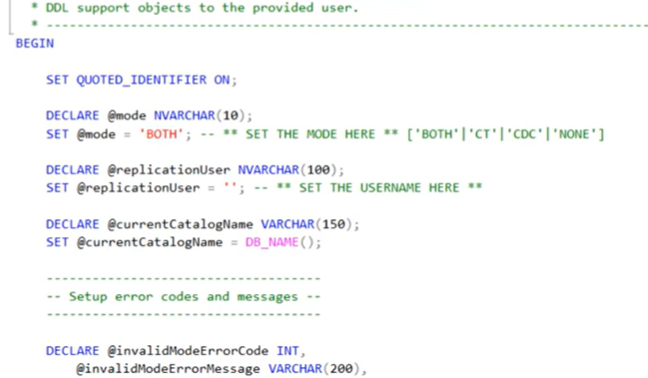 * DDL support objects to the provided user.
* -----------------------------------------------------------------------------
BEGIN
SET QUOTED_IDENTIFIER ON;
DECLARE @mode NVARCHAR(10);
SET @mode = 'BOTH'; -- ** SET THE MODE HERE ** ['BOTH'|'CT'|'CDC'|'NONE']
DECLARE @replicationUser NVARCHAR(100);
SET @replicationUser = ''; -- ** SET THE USERNAME HERE **
DECLARE @currentCatalogName VARCHAR(150);
SET @currentCatalogName = DB_NAME();
------------------------------------
-- Setup error codes and messages --
------------------------------------
DECLARE @invalidModeErrorCode INT,
@invalidModeErrorMessage VARCHAR(200),